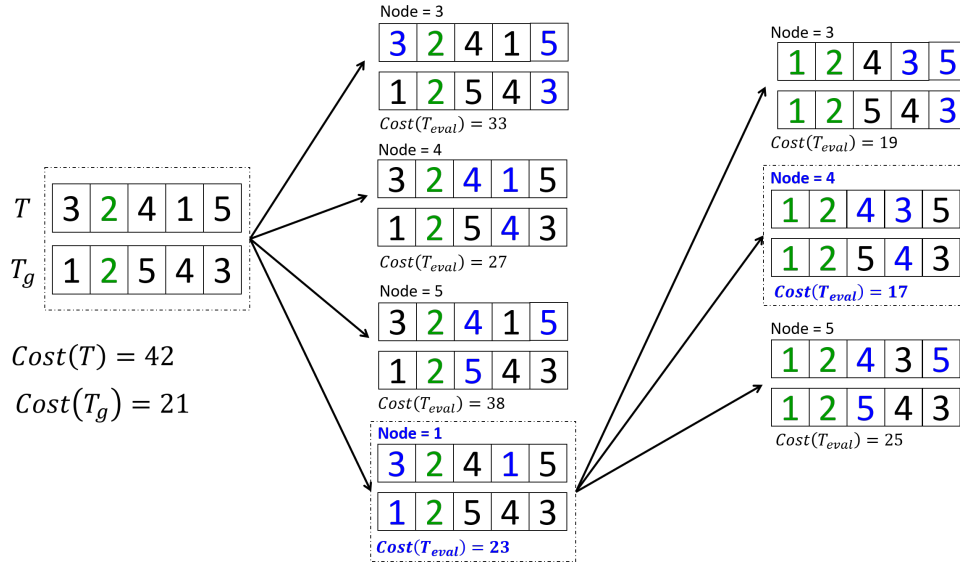 T 3 2 4 1 5
T_g 1 2 5 4 3
Cost(T) = 42
Cost(T_g) = 21
Node = 3
3 2 4 1 5
1 2 5 4 3
Cost(T_eval) = 33
Node = 4
3 2 4 1 5
1 2 5 4 3
Cost(T_eval) = 27
Node = 5
3 2 4 1 5
1 2 5 4 3
Cost(T_eval) = 38
Node = 1
3 2 4 1 5
1 2 5 4 3
Cost(T_eval) = 23
Node = 3
1 2 4 3 5
1 2 5 4 3
Cost(T_eval) = 19
Node = 4
1 2 4 3 5
1 2 5 4 3
Cost(T_eval) = 17
Node = 5
1 2 4 3 5
1 2 5 4 3
Cost(T_eval) = 25